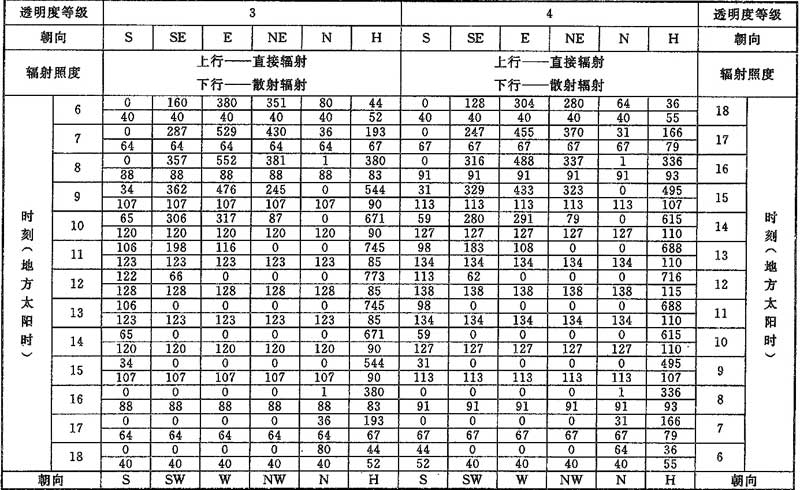 透明度等级 3 4 透明度等级
朝向 S SE E NE N H S SE E NE N H 朝向
辐射照度 上行——直接辐射 上行——直接辐射 辐射照度
下行——散射辐射 下行——散射辐射
时刻(地方太阳时) 时刻(地方太阳时)
6 0 160 380 351 80 44 0 128 304 280 64 36 18
40 40 40 40 40 52 40 40 40 40 40 55
7 0 287 529 430 36 193 0 247 455 370 31 166 17
64 64 64 64 64 67 67 67 67 67 67 79
8 0 357 552 381 1 380 0 316 488 337 1 336 16
88 88 88 88 88 83 91 91 91 91 91 93
9 34 362 476 245 0 544 31 329 433 323 0 495 15
107 107 107 107 107 90 113 113 113 113 113 107
10 65 306 317 87 0 671 59 280 291 79 0 615 14
120 120 120 120 120 90 127 127 127 127 127 110
11 106 198 116 0 0 745 98 183 108 0 0 688 13
123 123 123 123 123 85 134 134 134 134 134 110
12 122 66 0 0 0 773 113 62 0 0 0 716 12
128 128 128 128 128 85 138 138 138 138 138 115
13 106 0 0 0 0 745 98 0 0 0 0 688 11
123 123 123 123 123 85 134 134 134 134 134 110
14 65 0 0 0 0 671 59 0 0 0 0 615 10
120 120 120 120 120 90 127 127 127 127 127 110
15 34 0 0 0 0 544 31 0 0 0 0 495 9
107 107 107 107 107 90 113 113 113 113 113 107
16 0 0 0 0 1 380 0 0 0 0 1 336 8
88 88 88 88 88 83 91 91 91 91 91 93
17 0 0 0 0 36 193 0 0 0 0 31 166 7
64 64 64 64 64 67 67 67 67 67 67 79
18 0 0 0 0 80 44 44 0 0 0 64 36 6
40 40 40 40 40 52 52 40 40 40 40 55
朝向 S SW W NW N H S SW W NW N H 朝向